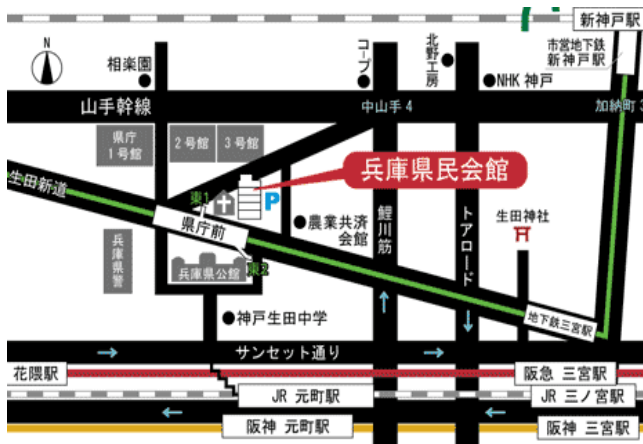 新神戸駅
N
相楽園
コープ
北野工房
NHK 神戸
市営地下鉄
新神戸駅
山手幹線
中山手 4
加納町 3
県庁
1号館
2号館
3号館
兵庫県民会館
生田新道
東1
P
県庁前
農業共済
会館
鯉川筋
トアロード
生田神社
兵庫県警
兵庫県公館
東2
神戸生田中学
地下鉄三宮駅
サンセット通り
花隈駅
阪急 三宮駅
JR 元町駅
JR 三ノ宮駅
阪神 元町駅
阪神 三宮駅